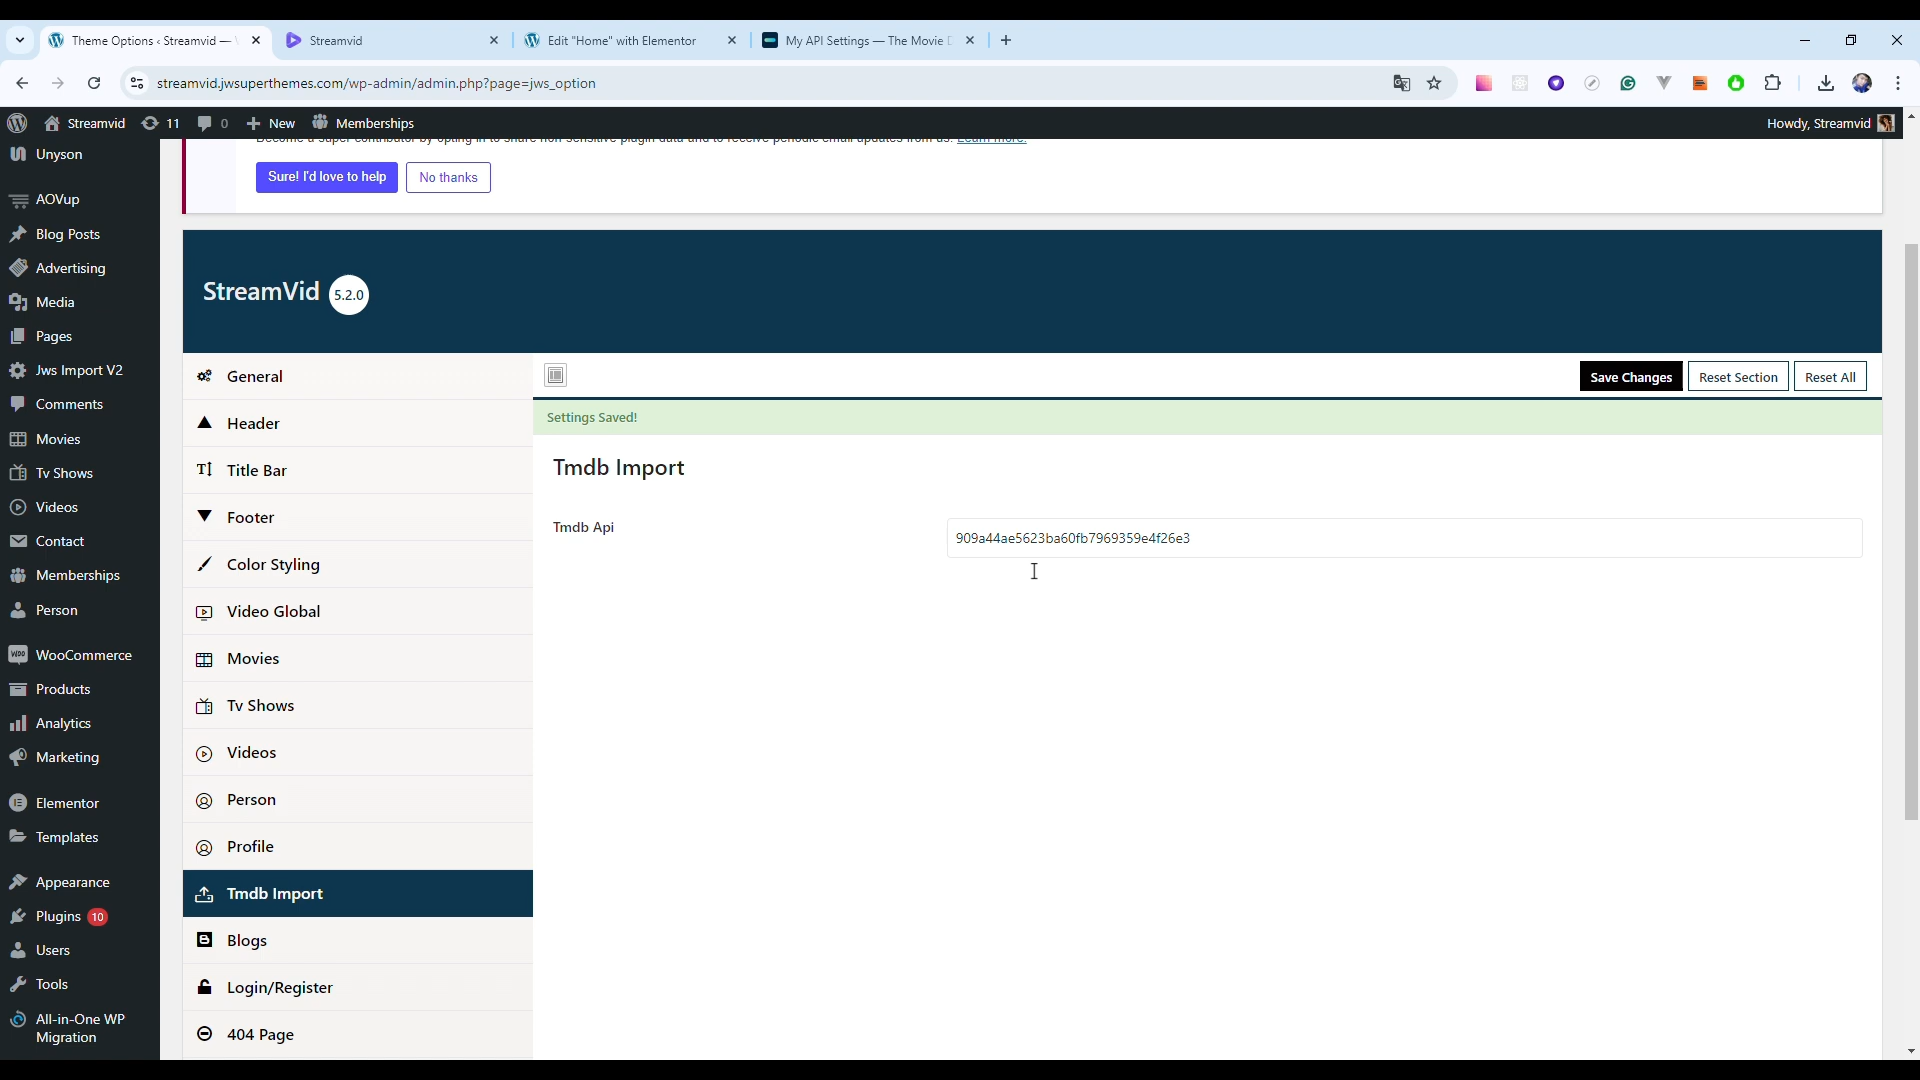 Theme Options ‹ Streamvid —
Streamvid
Edit "Home" with Elementor
My API Settings — The Movie
streamvid.jwsuperthemes.com/wp-admin/admin.php?page=jws_option
Streamvid
11
0
New
Memberships
Howdy, Streamvid
Unyson
AOVup
Blog Posts
Advertising
Media
Pages
Jws Import V2
Comments
Movies
Tv Shows
Videos
Contact
Memberships
Person
WooCommerce
Products
Analytics
Marketing
Elementor
Templates
Appearance
Plugins 10
Users
Tools
All-in-One WP
Migration
Become a super contributor by opting in to share non-sensitive plugin data and to receive periodic email updates from us. Learn more.
Sure! I'd love to help
No thanks
StreamVid 5.2.0
General
Header
Title Bar
Footer
Color Styling
Video Global
Movies
Tv Shows
Videos
Person
Profile
Tmdb Import
Blogs
Login/Register
404 Page
Save Changes
Reset Section
Reset All
Settings Saved!
Tmdb Import
Tmdb Api
909a44ae5623ba60fb7969359e4f26e3